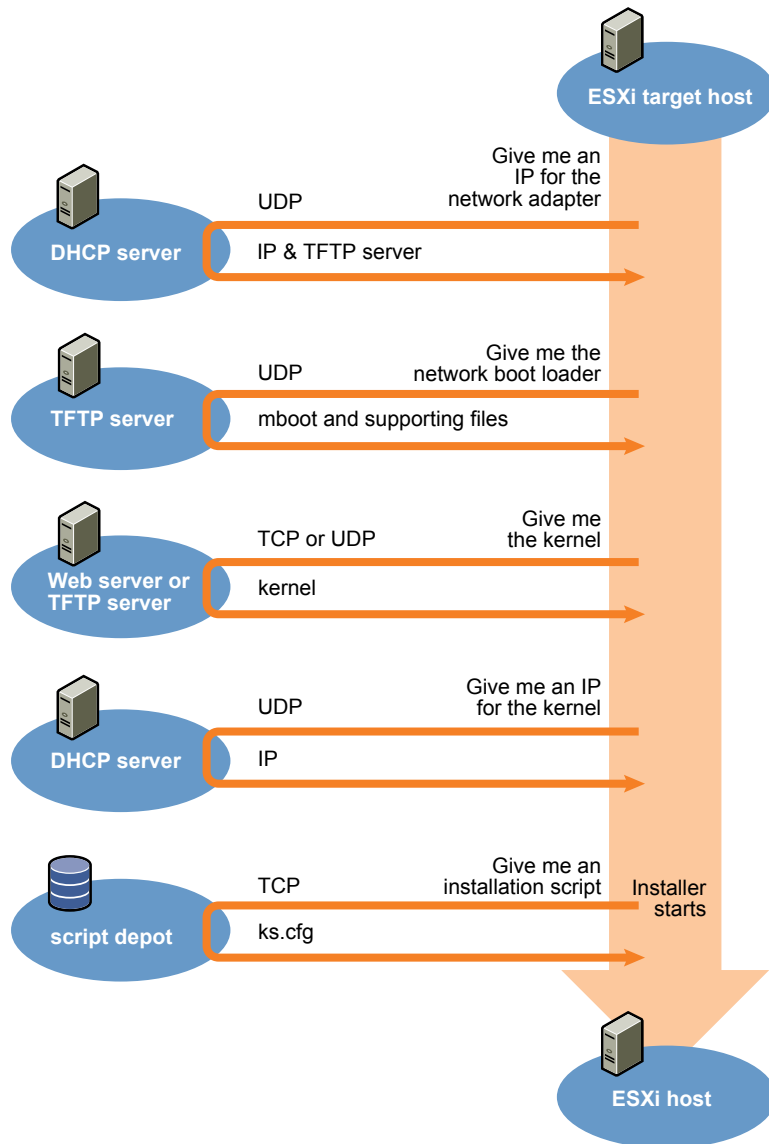 ESXi target host
Give me an
IP for the
network adapter
UDP
DHCP server
IP & TFTP server
Give me the
network boot loader
UDP
TFTP server
mboot and supporting files
Give me
the kernel
TCP or UDP
Web server or
TFTP server
kernel
Give me an IP
for the kernel
UDP
DHCP server
IP
Give me an
installation script
TCP
Installer
starts
script depot
ks.cfg
ESXi host